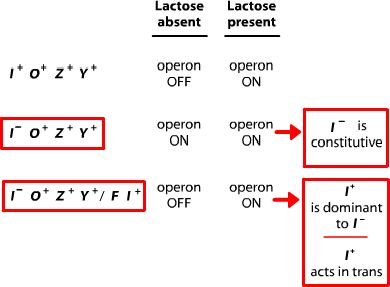 Lactose absent Lactose present
I⁺ O⁺ Z⁺ Y⁺ operon OFF operon ON
I⁻ O⁺ Z⁺ Y⁺ operon ON operon ON
I⁻ is
constitutive
I⁻ O⁺ Z⁺ Y⁺/ F I⁺ operon OFF operon ON
I⁺
is dominant
to I⁻
I⁺
acts in trans